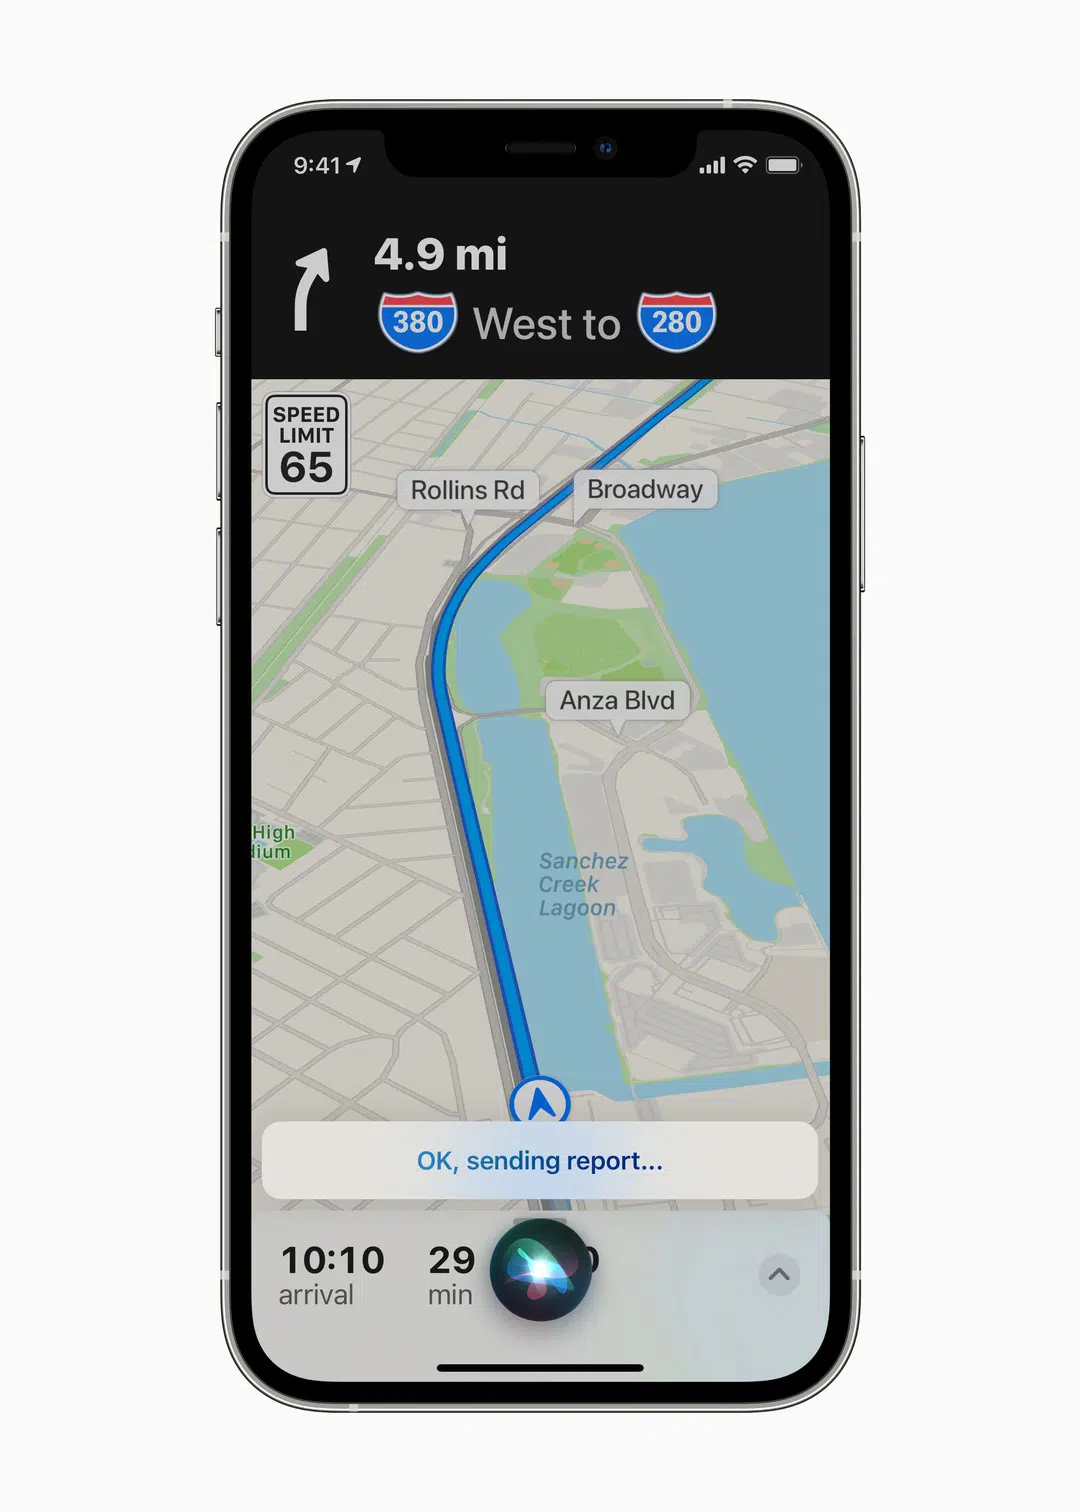 9:41
4.9 mi
380 West to 280
SPEED
LIMIT
65
Rollins Rd
Broadway
Anza Blvd
High
dium
Sanchez
Creek
Lagoon
OK, sending report...
10:10 29
arrival min